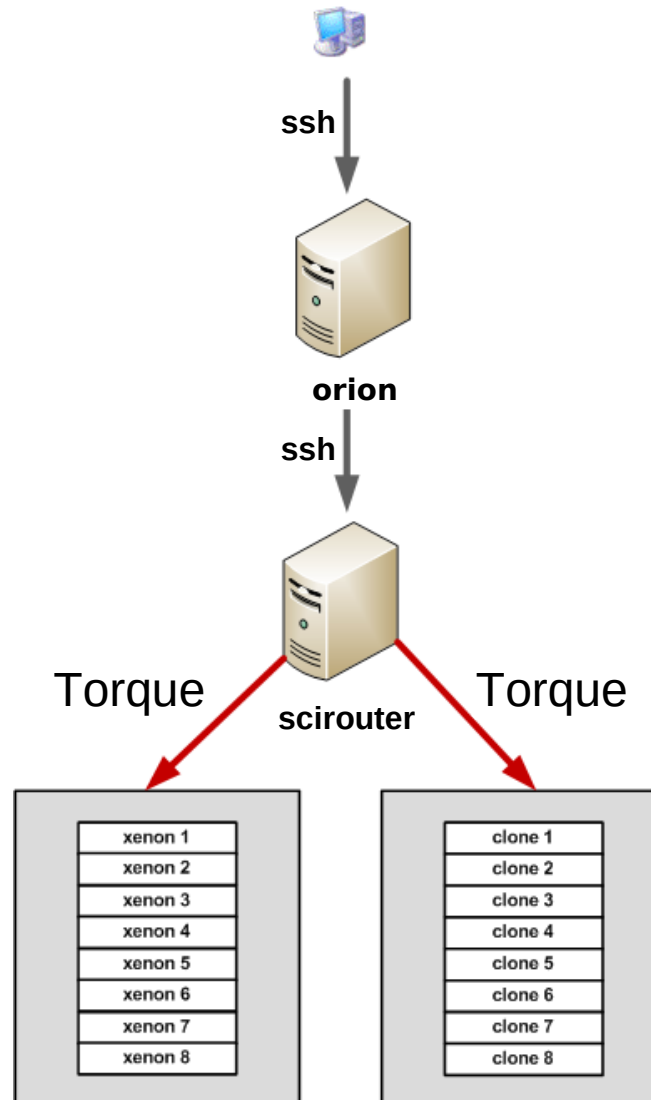 ssh
orion
ssh
Torque
Torque
scirouter
xenon 1
xenon 2
xenon 3
xenon 4
xenon 5
xenon 6
xenon 7
xenon 8
clone 1
clone 2
clone 3
clone 4
clone 5
clone 6
clone 7
clone 8